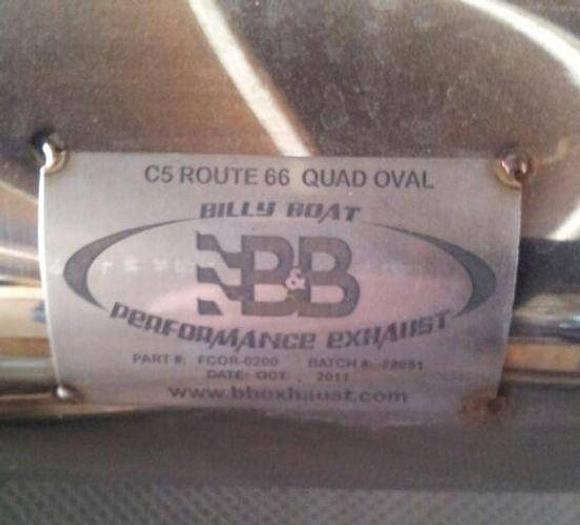 C5 ROUTE 66 QUAD OVAL
BILLY BOAT
B&B
PERFORMANCE EXHAUST
PART #: FCOR-0200 BATCH #:
DATE: OCT , 2011
www.bbexhaust.com